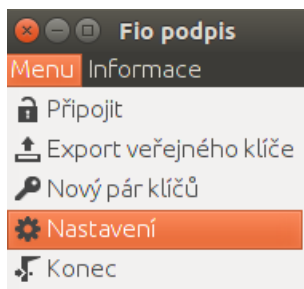 Fio podpis
Menu Informace
Připojit
Export veřejného klíče
Nový pár klíčů
Nastavení
Konec